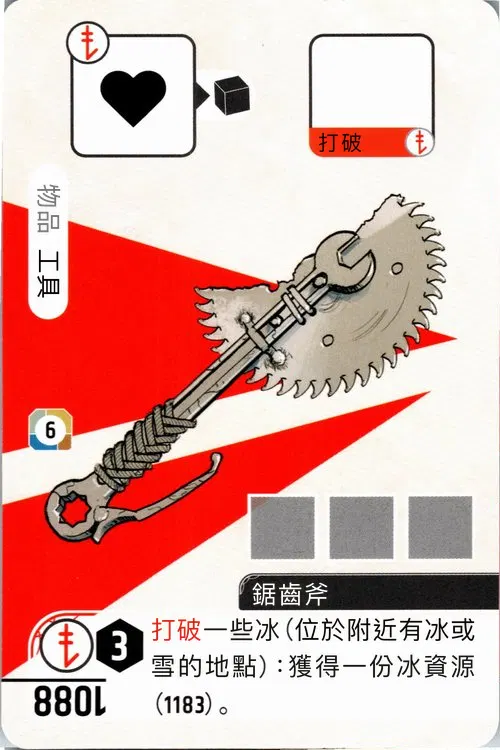 打破
物品 工具
6
鋸齒斧
3
打破一些冰(位於附近有冰或
雪的地點):獲得一份冰資源
(1183)。
1088